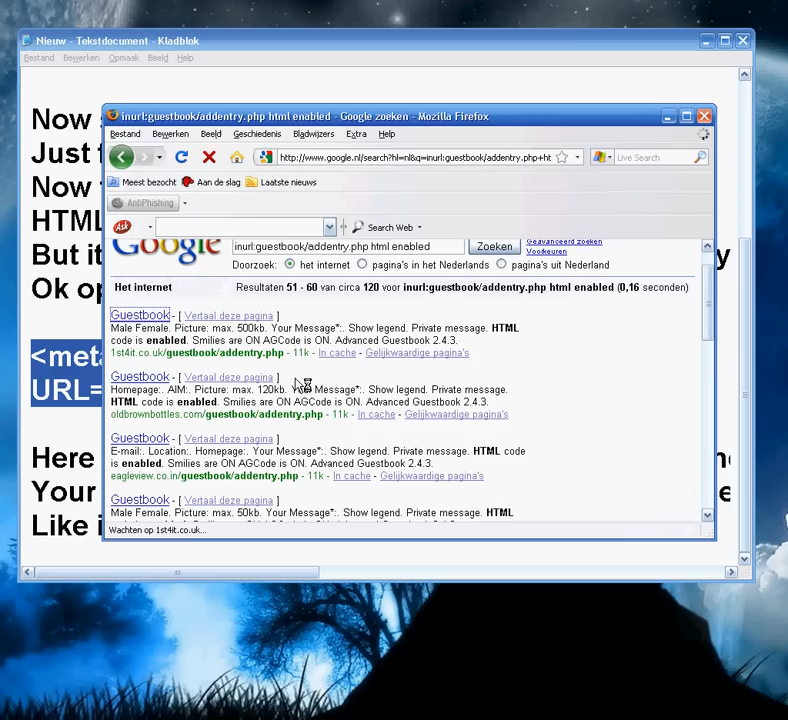 Nieuw - Tekstdocument - Kladblok
Bestand Bewerken Opmaak Beeld Help
Now
Just
Now
HTML
But it
Ok op
<meta
URL=
Here
Your
Like i
inurl:guestbook/addentry.php html enabled - Google zoeken - Mozilla Firefox
Bestand Bewerken Beeld Geschiedenis Bladwijzers Extra Help
http://www.google.nl/search?hl=nl&q=inurl:guestbook/addentry.php+ht
Live Search
Meest bezocht Aan de slag Laatste nieuws
AntiPhishing
Ask Search Web
Google inurl:guestbook/addentry.php html enabled Zoeken Geavanceerd zoeken
Voorkeuren
Doorzoek: het internet pagina's in het Nederlands pagina's uit Nederland
Het internet Resultaten 51 - 60 van circa 120 voor inurl:guestbook/addentry.php html enabled (0,16 seconden)
Guestbook - [ Vertaal deze pagina ]
Male Female. Picture: max. 500kb. Your Message*:. Show legend. Private message. HTML
code is enabled. Smilies are ON AGCode is ON. Advanced Guestbook 2.4.3.
1st4it.co.uk/guestbook/addentry.php - 11k - In cache - Gelijkwaardige pagina's
Guestbook - [ Vertaal deze pagina ]
Homepage:. AIM:. Picture: max. 120kb. Your Message*:. Show legend. Private message.
HTML code is enabled. Smilies are ON AGCode is ON. Advanced Guestbook 2.4.3.
oldbrownbottles.com/guestbook/addentry.php - 11k - In cache - Gelijkwaardige pagina's
Guestbook - [ Vertaal deze pagina ]
E-mail:. Location:. Homepage:. Your Message*:. Show legend. Private message. HTML code
is enabled. Smilies are ON AGCode is ON. Advanced Guestbook 2.4.3.
eagleview.co.in/guestbook/addentry.php - 11k - In cache - Gelijkwaardige pagina's
Guestbook - [ Vertaal deze pagina ]
Male Female. Picture: max. 50kb. Your Message*:. Show legend. Private message. HTML
Wachten op 1st4it.co.uk...